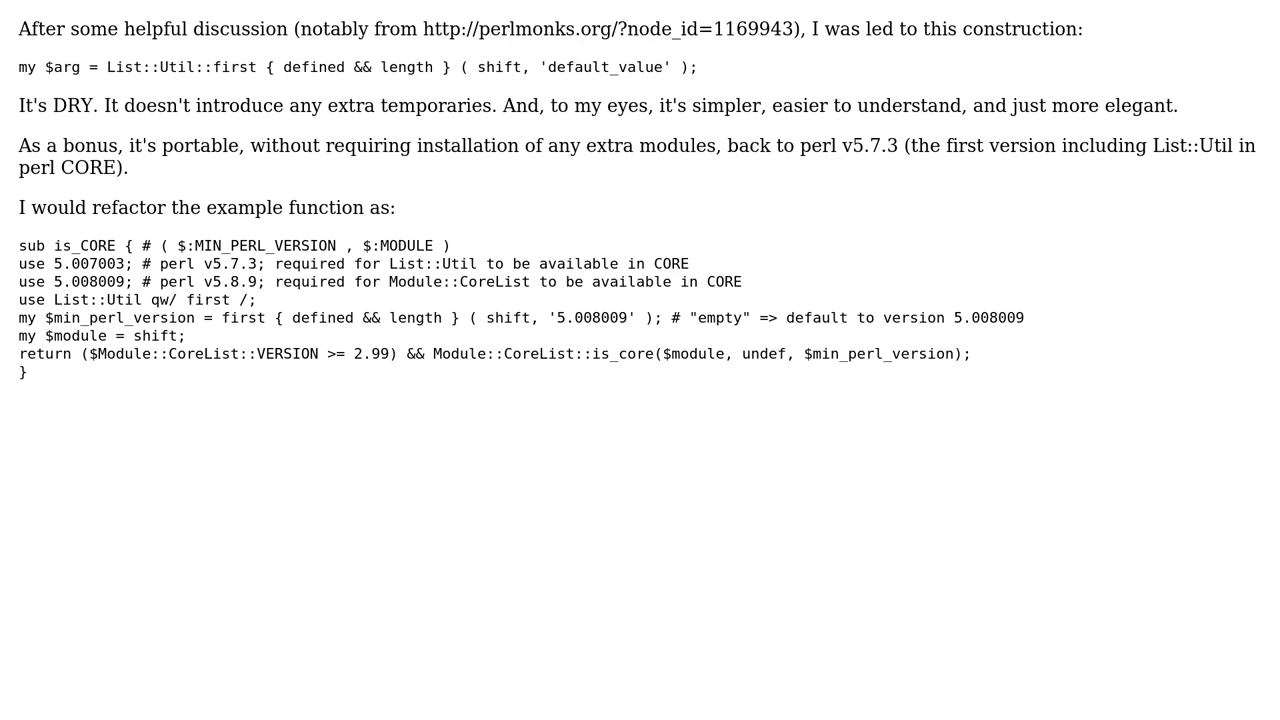 After some helpful discussion (notably from http://perlmonks.org/?node_id=1169943), I was led to this construction:
my $arg = List::Util::first { defined && length } ( shift, 'default_value' );
It's DRY. It doesn't introduce any extra temporaries. And, to my eyes, it's simpler, easier to understand, and just more elegant.
As a bonus, it's portable, without requiring installation of any extra modules, back to perl v5.7.3 (the first version including List::Util in
perl CORE).
I would refactor the example function as:
sub is_CORE { # ( $:MIN_PERL_VERSION , $:MODULE )
use 5.007003; # perl v5.7.3; required for List::Util to be available in CORE
use 5.008009; # perl v5.8.9; required for Module::CoreList to be available in CORE
use List::Util qw/ first /;
my $min_perl_version = first { defined && length } ( shift, '5.008009' ); # "empty" => default to version 5.008009
my $module = shift;
return ($Module::CoreList::VERSION >= 2.99) && Module::CoreList::is_core($module, undef, $min_perl_version);
}